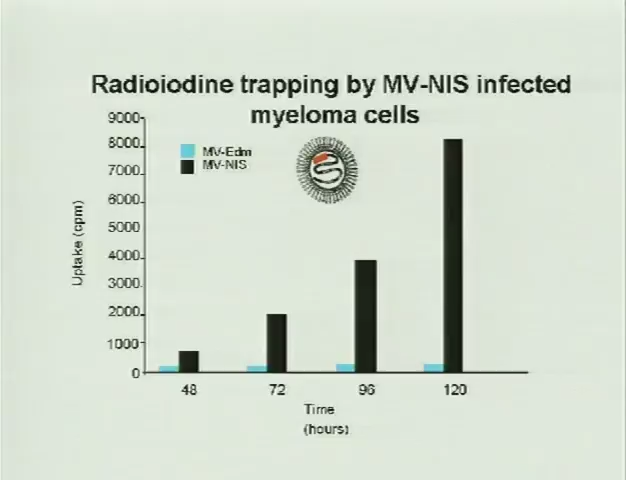 Radioiodine trapping by MV-NIS infected
myeloma cells
9000
8000
7000
6000
5000
4000
3000
2000
1000
0
MV-Edm
MV-NIS
Uptake (cpm)
48 72 96 120
Time
(hours)